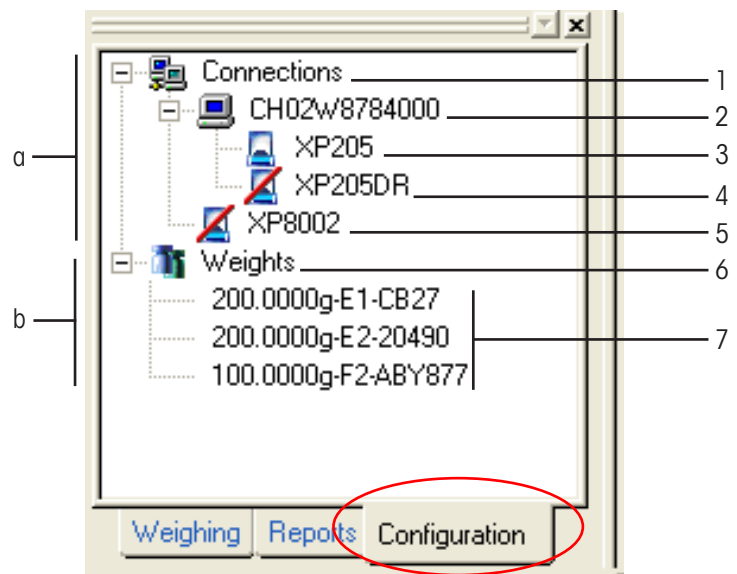 Connections 1
CH02W8784000 2
a XP205 3
XP205DR 4
XP8002 5
Weights 6
200.0000g-E1-CB27
b 200.0000g-E2-20490 7
100.0000g-F2-ABY877
Weighing Reports Configuration